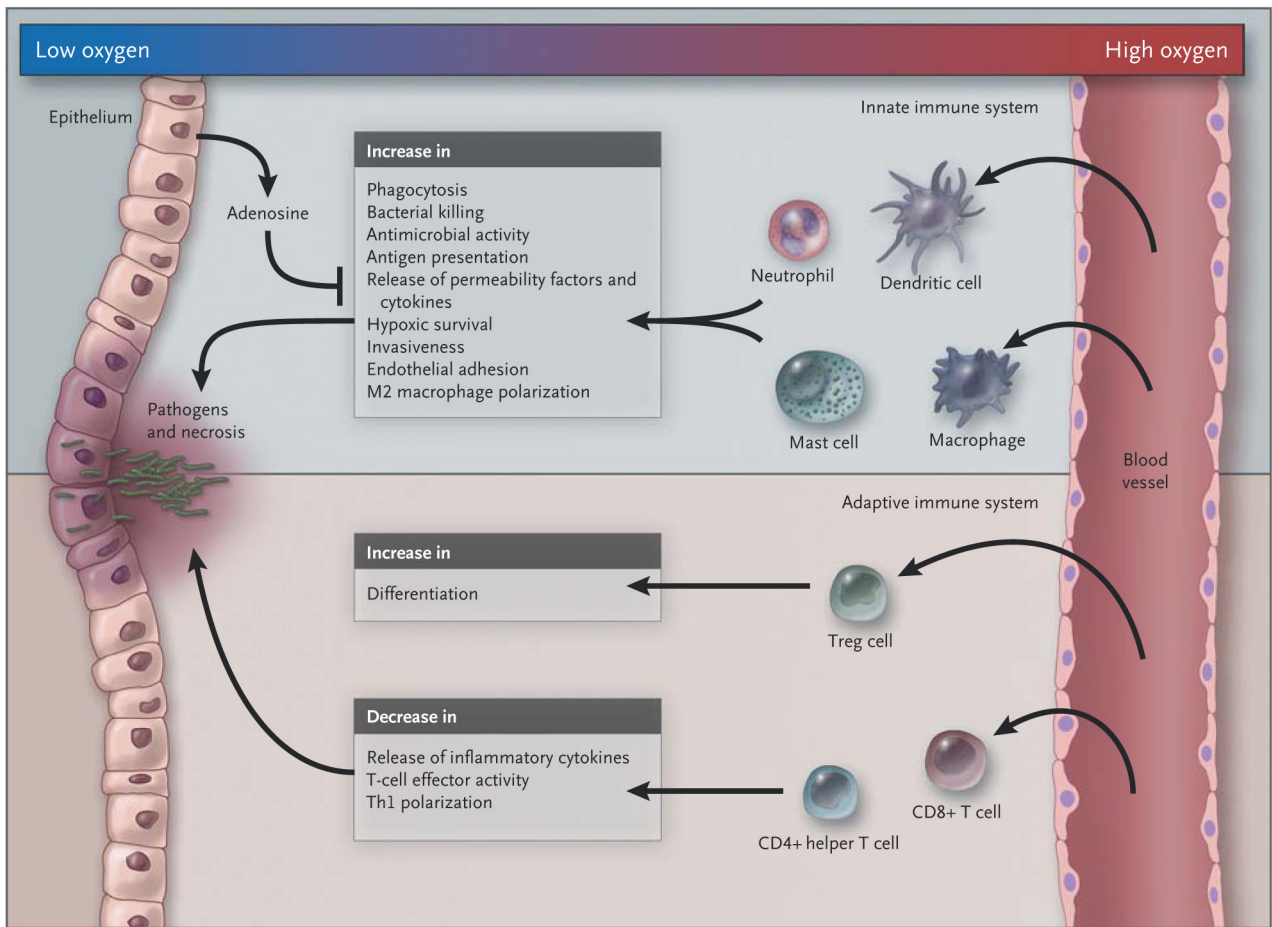 Low oxygen
High oxygen
Epithelium
Innate immune system
Increase in
Phagocytosis
Bacterial killing
Antimicrobial activity
Antigen presentation
Release of permeability factors and
cytokines
Hypoxic survival
Invasiveness
Endothelial adhesion
M2 macrophage polarization
Adenosine
Neutrophil
Dendritic cell
Pathogens
and necrosis
Mast cell
Macrophage
Blood
vessel
Adaptive immune system
Increase in
Differentiation
Treg cell
Decrease in
Release of inflammatory cytokines
T-cell effector activity
Th1 polarization
CD8+ T cell
CD4+ helper T cell